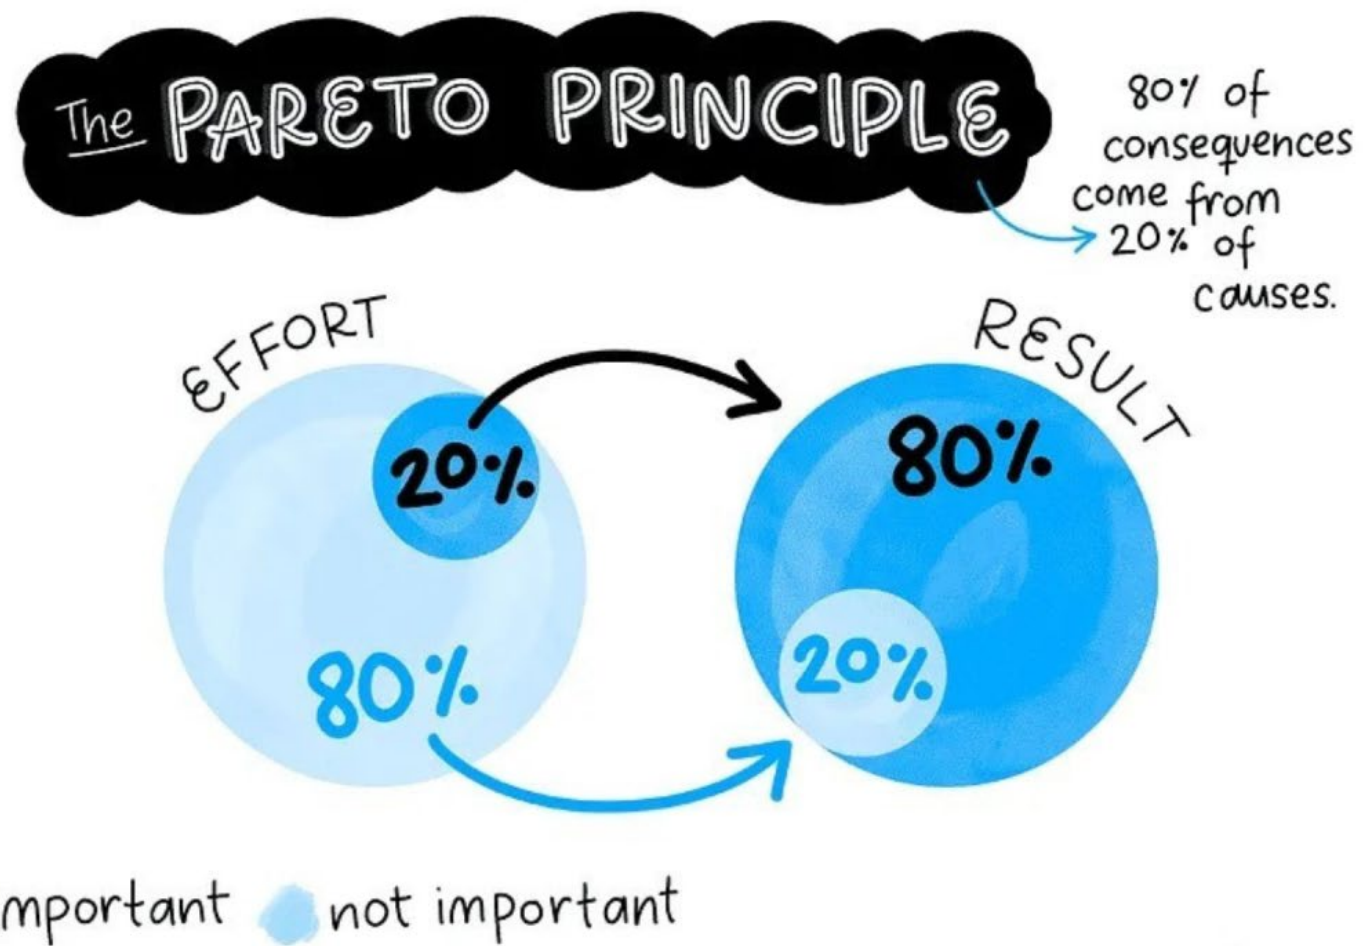 The PARETO PRINCIPLE
80% of
consequences
come from
20% of
causes.
EFFORT
RESULT
20%
80%
80%
20%
mportant not important